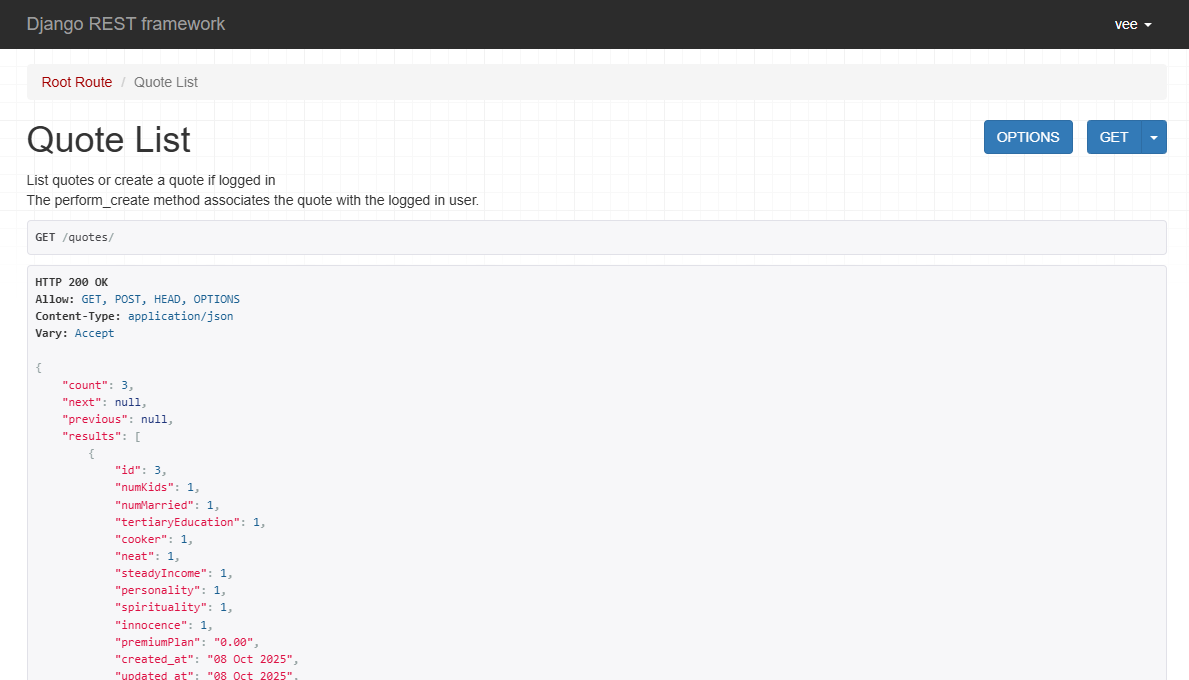 Django REST framework
vee
Root Route / Quote List
Quote List
OPTIONS
GET
List quotes or create a quote if logged in
The perform_create method associates the quote with the logged in user.
GET /quotes/
HTTP 200 OK
Allow: GET, POST, HEAD, OPTIONS
Content-Type: application/json
Vary: Accept
{
    "count": 3,
    "next": null,
    "previous": null,
    "results": [
        {
            "id": 3,
            "numKids": 1,
            "numMarried": 1,
            "tertiaryEducation": 1,
            "cooker": 1,
            "neat": 1,
            "steadyIncome": 1,
            "personality": 1,
            "spirituality": 1,
            "innocence": 1,
            "premiumPlan": "0.00",
            "created_at": "08 Oct 2025",
            "updated_at": "08 Oct 2025",